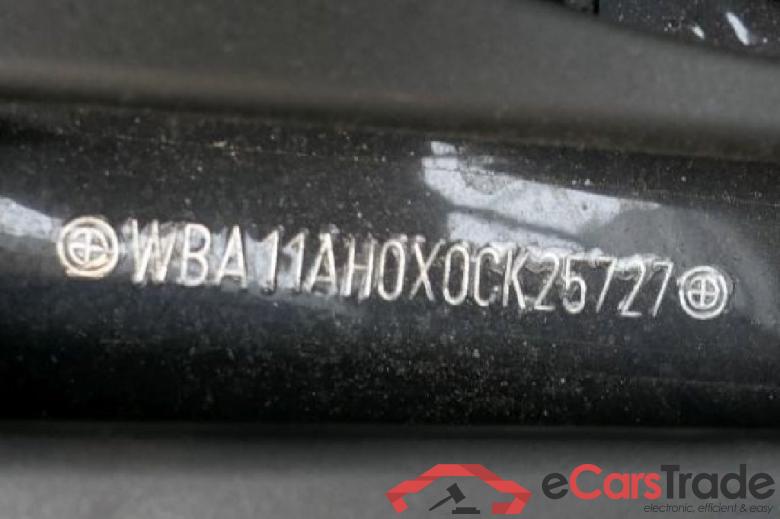 WBA11AH0X0CK25727
eCarsTrade
electronic, efficient & easy